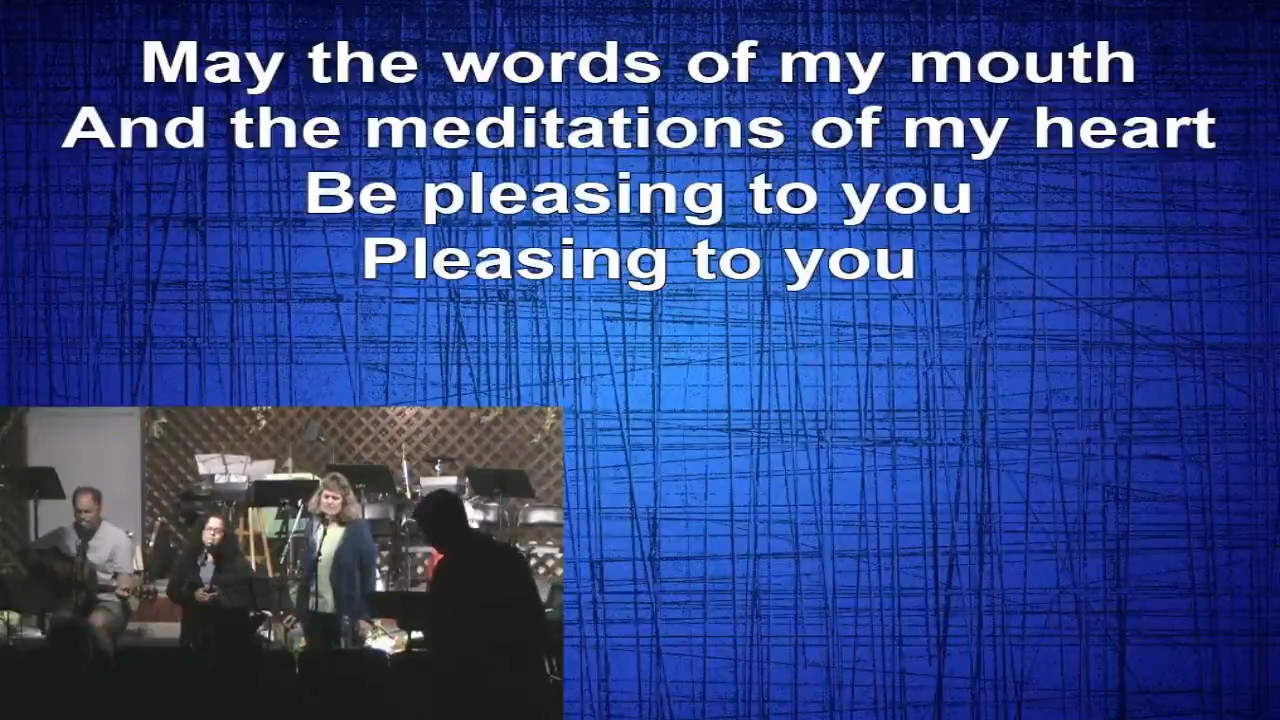 May the words of my mouth
And the meditations of my heart
Be pleasing to you
Pleasing to you